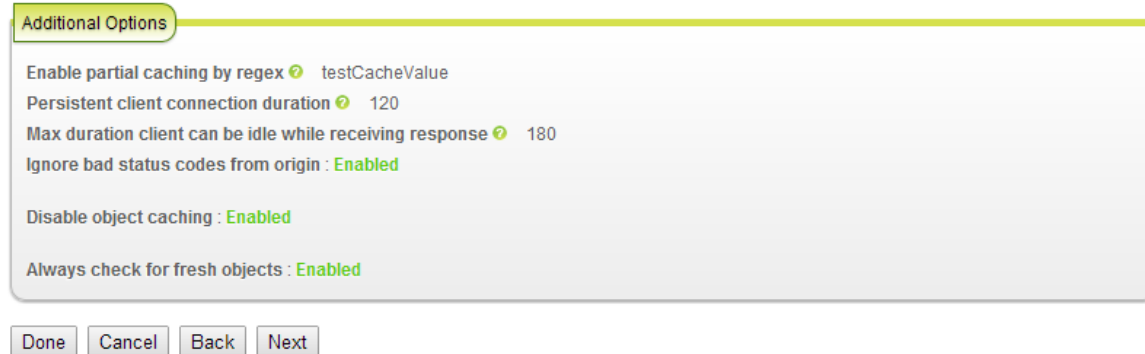 Additional Options
Enable partial caching by regex ? testCacheValue
Persistent client connection duration ? 120
Max duration client can be idle while receiving response ? 180
Ignore bad status codes from origin : Enabled
Disable object caching : Enabled
Always check for fresh objects : Enabled
Done Cancel Back Next